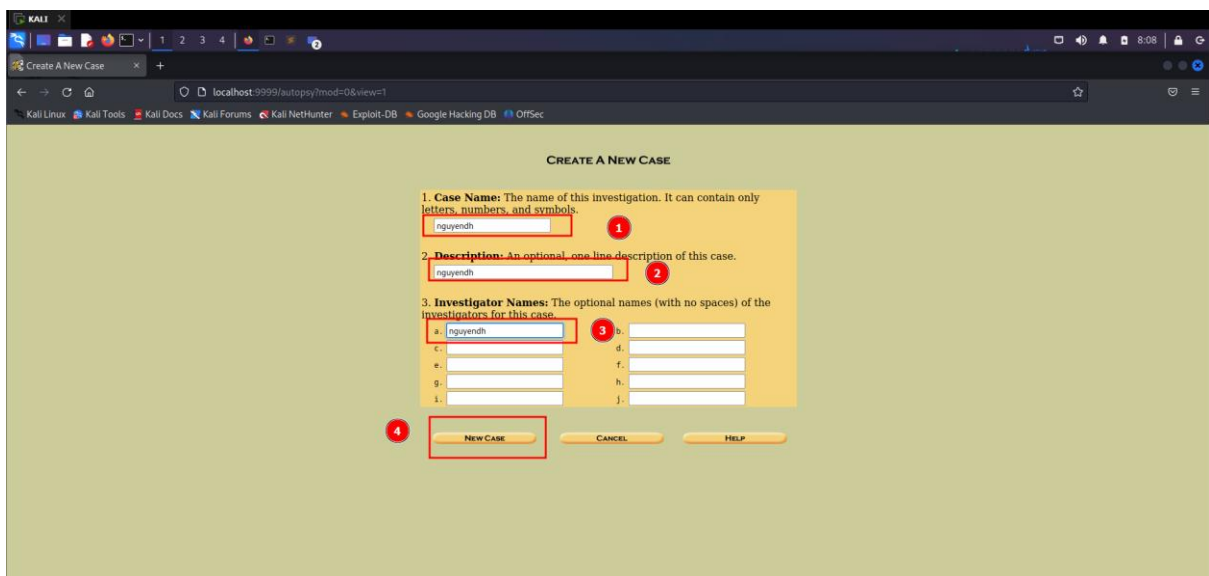 KALI
1 2 3 4
2
8:08
Create A New Case
localhost:9999/autopsy?mod=0&view=1
Kali Linux Kali Tools Kali Docs Kali Forums Kali NetHunter Exploit-DB Google Hacking DB OffSec
CREATE A NEW CASE
1. Case Name: The name of this investigation. It can contain only
letters, numbers, and symbols.
nguyendh
1
2. Description: An optional, one line description of this case.
nguyendh
2
3. Investigator Names: The optional names (with no spaces) of the
investigators for this case.
a. nguyendh 3 b.
c. d.
e. f.
g. h.
i. j.
4
NEW CASE CANCEL HELP